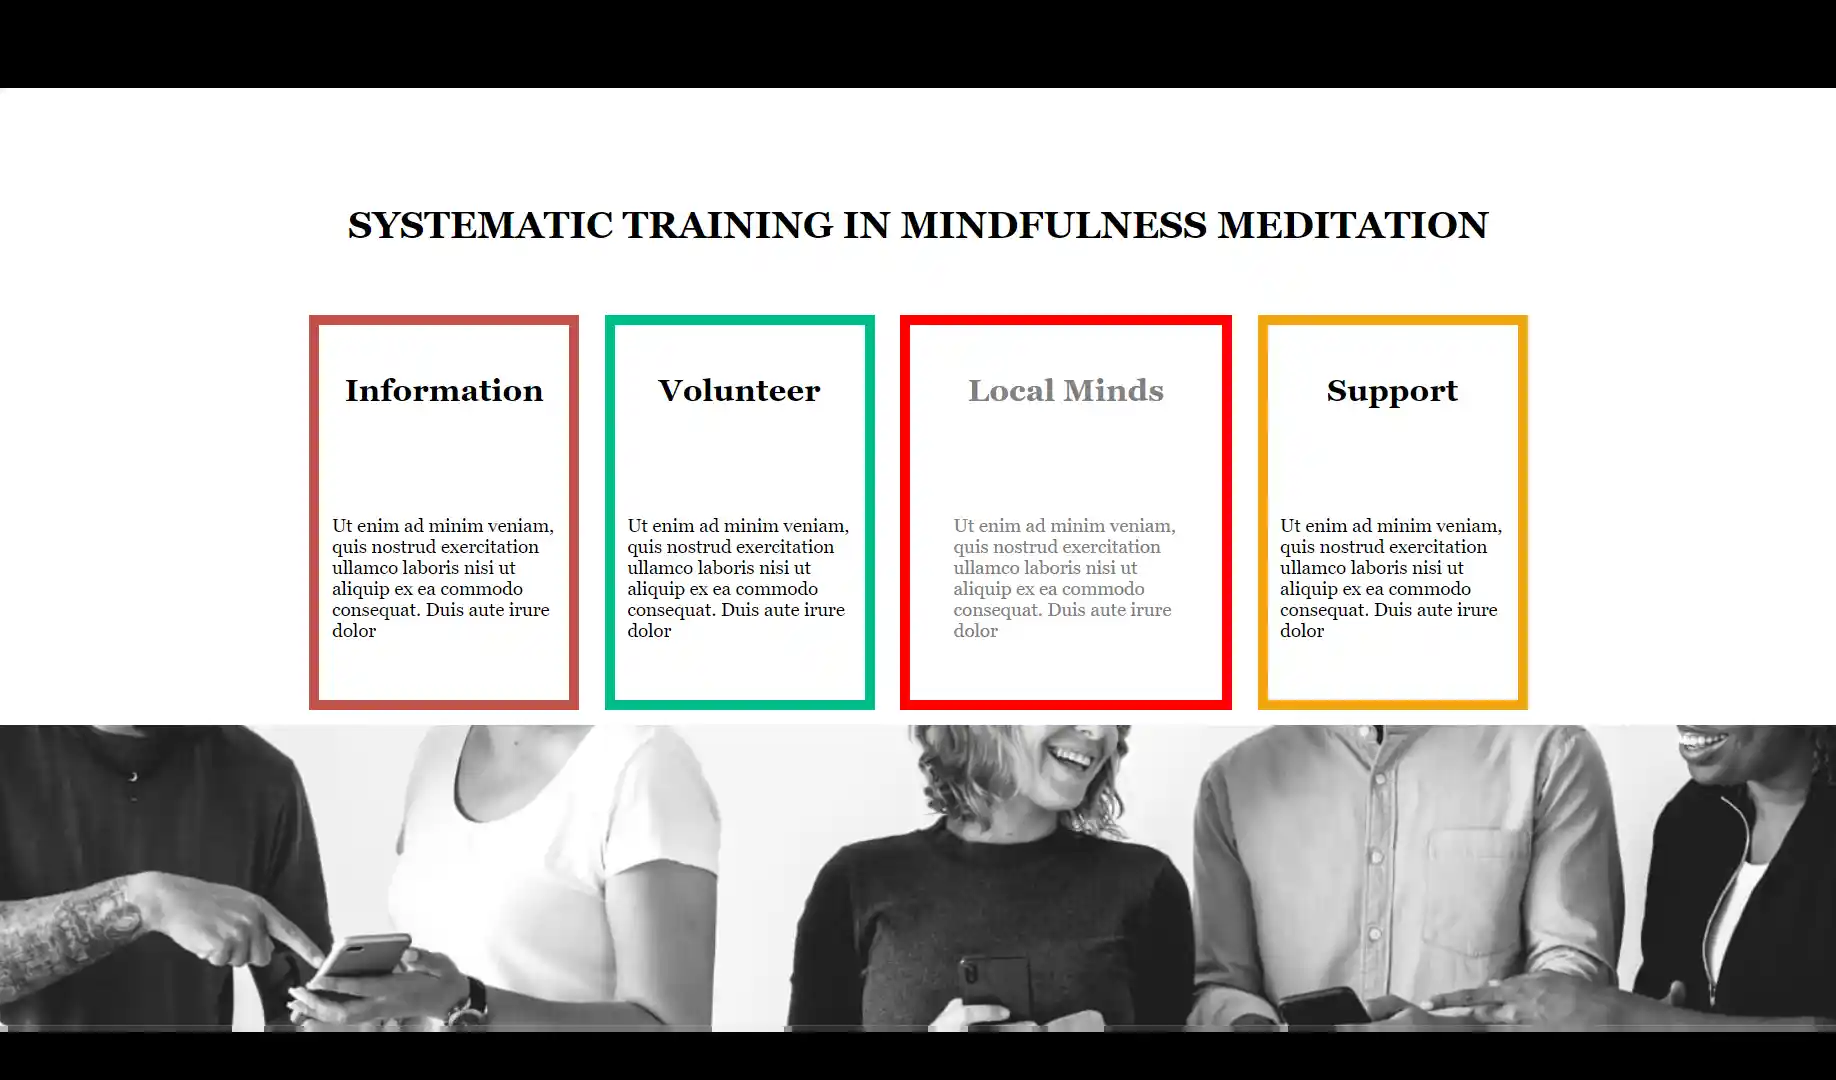 SYSTEMATIC TRAINING IN MINDFULNESS MEDITATION
Information
Ut enim ad minim veniam,
quis nostrud exercitation
ullamco laboris nisi ut
aliquip ex ea commodo
consequat. Duis aute irure
dolor
Volunteer
Ut enim ad minim veniam,
quis nostrud exercitation
ullamco laboris nisi ut
aliquip ex ea commodo
consequat. Duis aute irure
dolor
Local Minds
Ut enim ad minim veniam,
quis nostrud exercitation
ullamco laboris nisi ut
aliquip ex ea commodo
consequat. Duis aute irure
dolor
Support
Ut enim ad minim veniam,
quis nostrud exercitation
ullamco laboris nisi ut
aliquip ex ea commodo
consequat. Duis aute irure
dolor